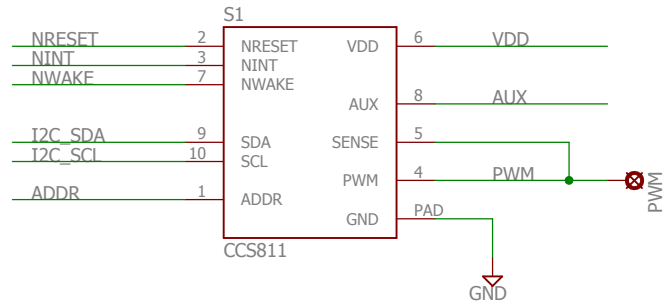 S1
NRESET 2 NRESET VDD 6 VDD
NINT 3 NINT
NWAKE 7 NWAKE
AUX 8 AUX
I2C_SDA 9 SDA SENSE 5
I2C_SCL 10 SCL
PWM 4 PWM
ADDR 1 ADDR
PWM
GND PAD
CCS811
GND